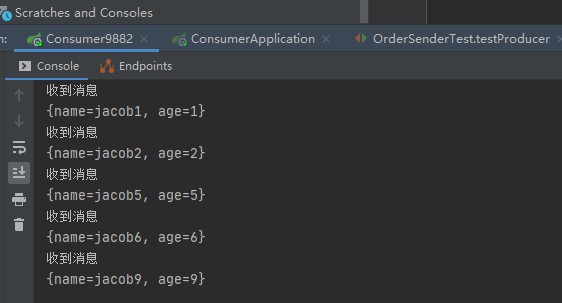 Scratches and Consoles
n: Consumer9882 × ConsumerApplication × OrderSenderTest.testProducer ×
Console Endpoints
收到消息
{name=jacob1, age=1}
收到消息
{name=jacob2, age=2}
收到消息
{name=jacob5, age=5}
收到消息
{name=jacob6, age=6}
收到消息
{name=jacob9, age=9}